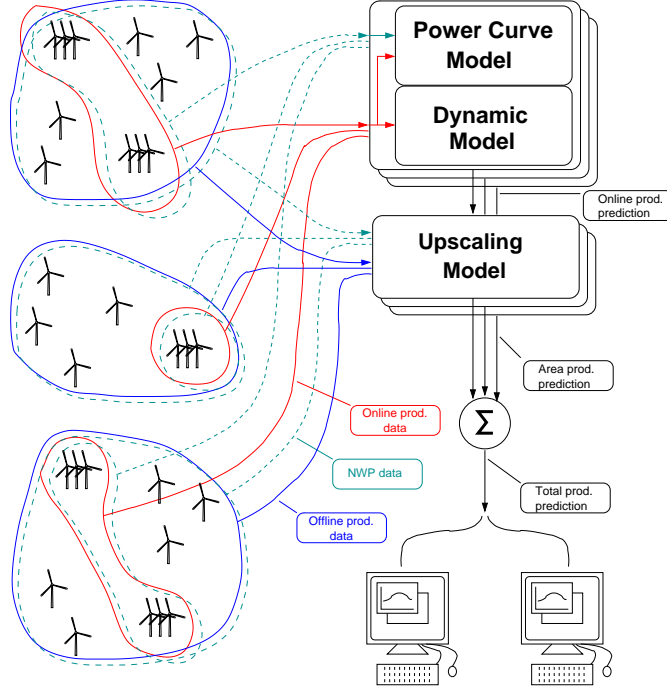 Power Curve
Model
Dynamic
Model
Online prod.
prediction
Upscaling
Model
Area prod.
prediction
Σ
Online prod.
data
NWP data
Total prod.
prediction
Offline prod.
data